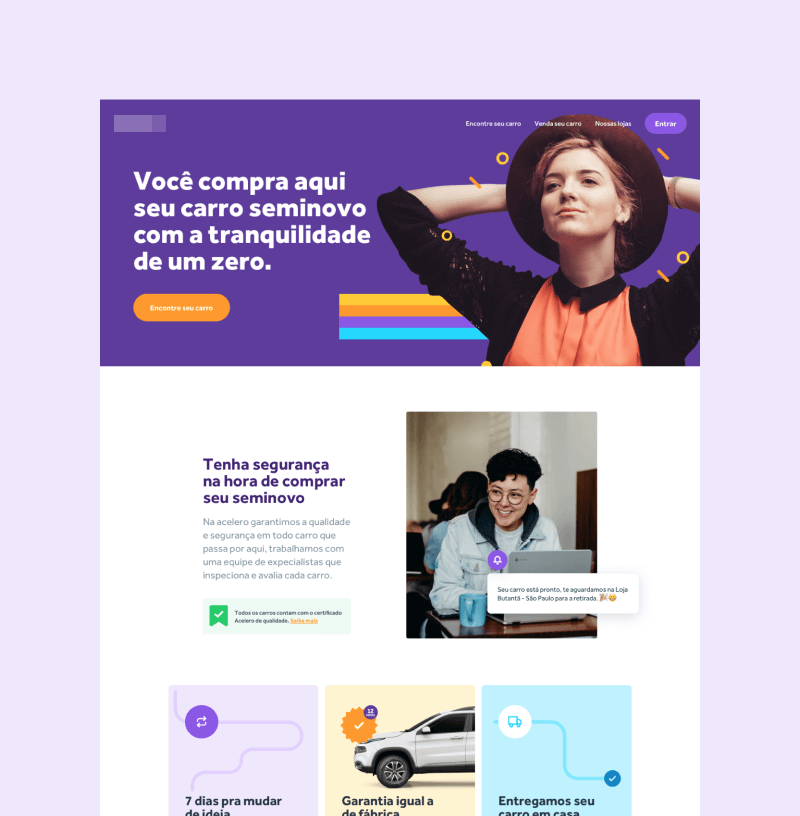 Encontre seu carro
Venda seu carro
Nossas lojas
Entrar
Você compra aqui
seu carro seminovo
com a tranquilidade
de um zero.
Encontre seu carro
Tenha segurança
na hora de comprar
seu seminovo
Na acelero garantimos a qualidade
e segurança em todo carro que
passa por aqui, trabalhamos com
uma equipe de expecialistas que
inspeciona e avalia cada carro.
Todos os carros contam com o certificado
Acelero de qualidade. Saiba mais
Seu carro está pronto, te aguardamos na Loja
Butantã - São Paulo para a retirada. 🎉😄
12
7 dias pra mudar
de ideia
Garantia igual a
de fábrica
Entregamos seu
carro em casa